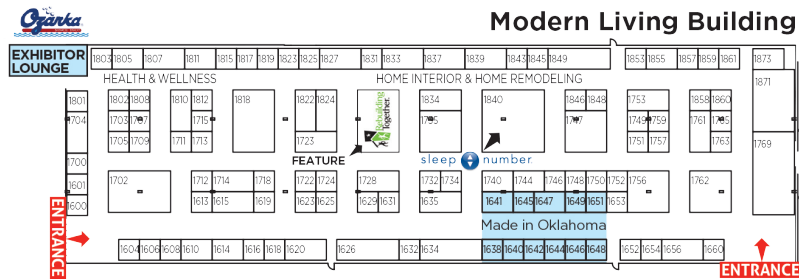 Ozarka
Modern Living Building
EXHIBITOR
LOUNGE
1803 1805 1807 1811 1815 1817 1819 1823 1825 1827 1831 1833 1837 1839 1843 1845 1849 1853 1855 1857 1859 1861 1873
HEALTH & WELLNESS HOME INTERIOR & HOME REMODELING
1871
1801 1802 1808 1810 1812 1818 1822 1824 Rebuilding Together. 1834 1840 1846 1848 1753 1858 1860
1704 1703 1707 1715 1795 1747 1749 1759 1761 1765
1705 1709 1711 1713 1723 1751 1757 1763 1769
1700 FEATURE sleep number.
1601 1702 1712 1714 1718 1722 1724 1728 1732 1734 1740 1744 1746 1748 1750 1752 1756 1762
1600 1613 1615 1619 1623 1625 1629 1631 1635 1641 1645 1647 1649 1651 1653
Made in Oklahoma
ENTRANCE
1604 1606 1608 1610 1614 1616 1618 1620 1626 1632 1634 1638 1640 1642 1644 1646 1648 1652 1654 1656 1660
ENTRANCE